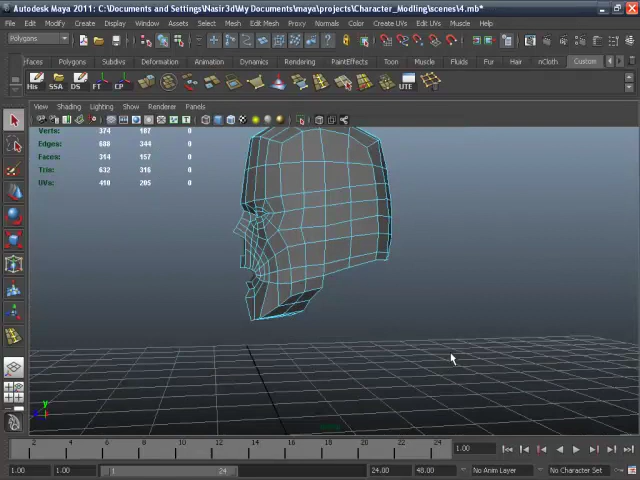 Autodesk Maya 2011: C:\Documents and Settings\Nasir3d\My Documents\maya\projects\Character_Modling\scenes\4.mb*
Edit Modify Create Display Window Assets Select Mesh Edit Mesh Proxy Normals Color Create UVs Edit UVs Muscle Help
Polygons
faces Curves Surfaces Polygons Subdivs Deformation Animation Dynamics Rendering PaintEffects Toon Muscle Fluids Fur Hair nCloth Custom
His SSA DS FT CP UTE
View Shading Lighting Show Renderer Panels
Verts: 374 187 0
Edges: 688 344 0
Faces: 314 157 0
Tris: 632 316 0
UVs: 410 205 0
y
2 4 6 8 10 12 14 16 18 20 22 24 1.00
1.00 1.00 1 24 24.00 48.00 No Anim Layer No Character Set